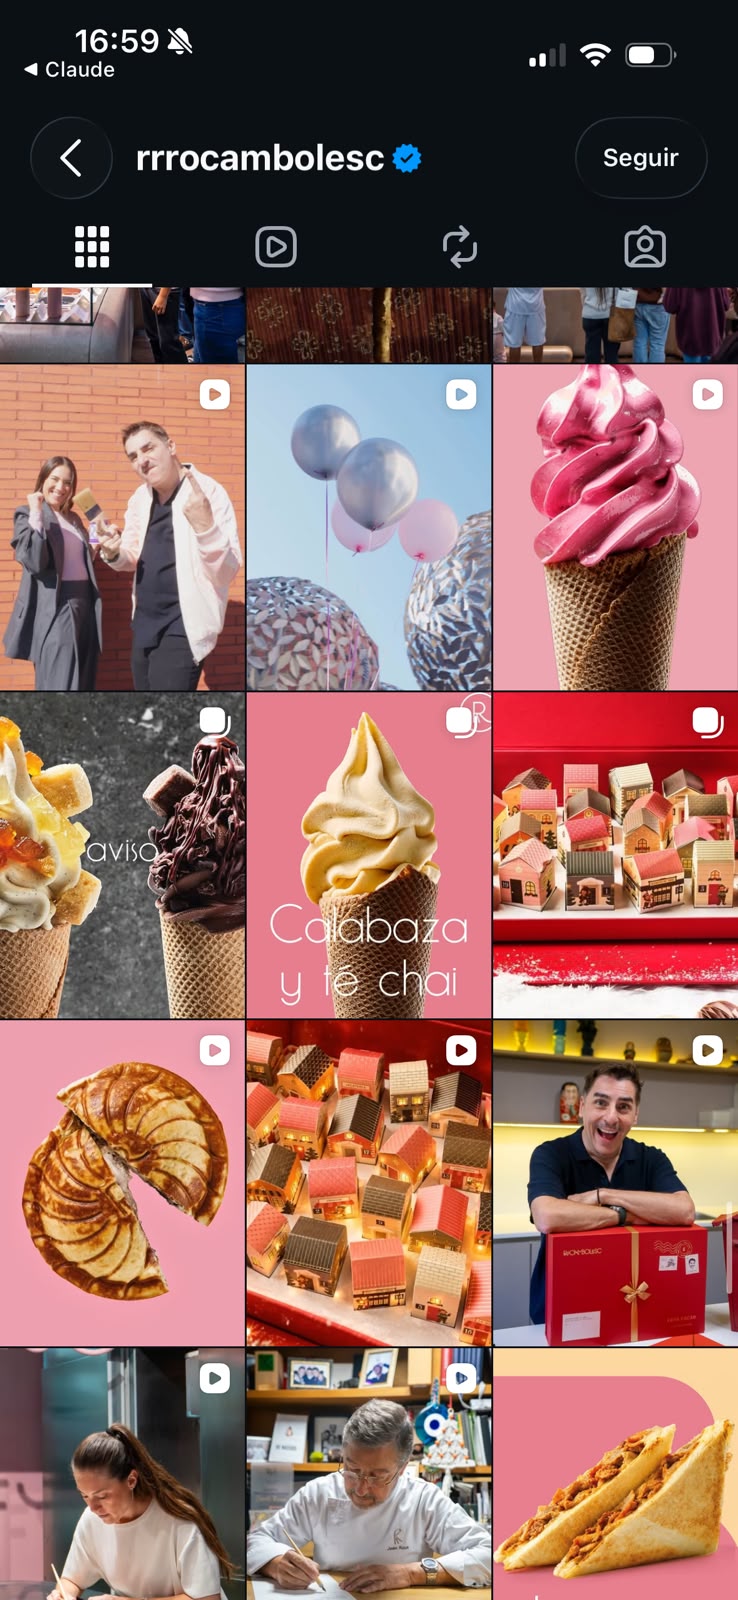 16:59
◀ Claude
rrrocambolesc
Seguir
R
aviso
Calabaza
y té chai